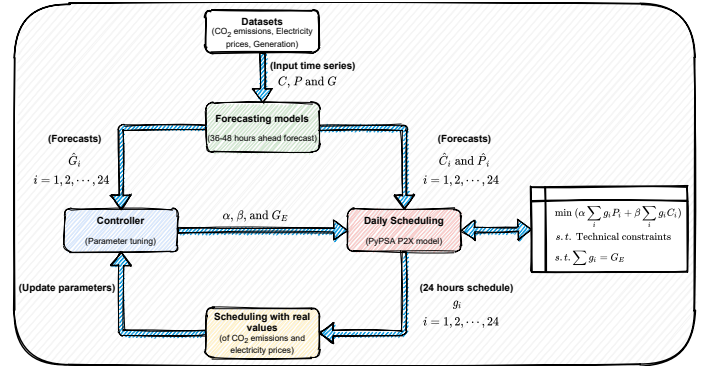 Datasets
(CO₂ emissions, Electricity
prices, Generation)
(Input time series)
C, P and G
Forecasting models
(36-48 hours ahead forecast)
(Forecasts)
Ĝᵢ
i = 1, 2, ⋯, 24
(Forecasts)
Ĉᵢ and P̂ᵢ
i = 1, 2, ⋯, 24
Controller
(Parameter tuning)
α, β, and G_E
Daily Scheduling
(PyPSA P2X model)
min (α∑ᵢ gᵢPᵢ + β∑ᵢ gᵢCᵢ)
s.t. Technical constraints
s.t. ∑ᵢ gᵢ = G_E
(Update parameters)
(24 hours schedule)
gᵢ
i = 1, 2, ⋯, 24
Scheduling with real
values
(of CO₂ emissions and
electricity prices)